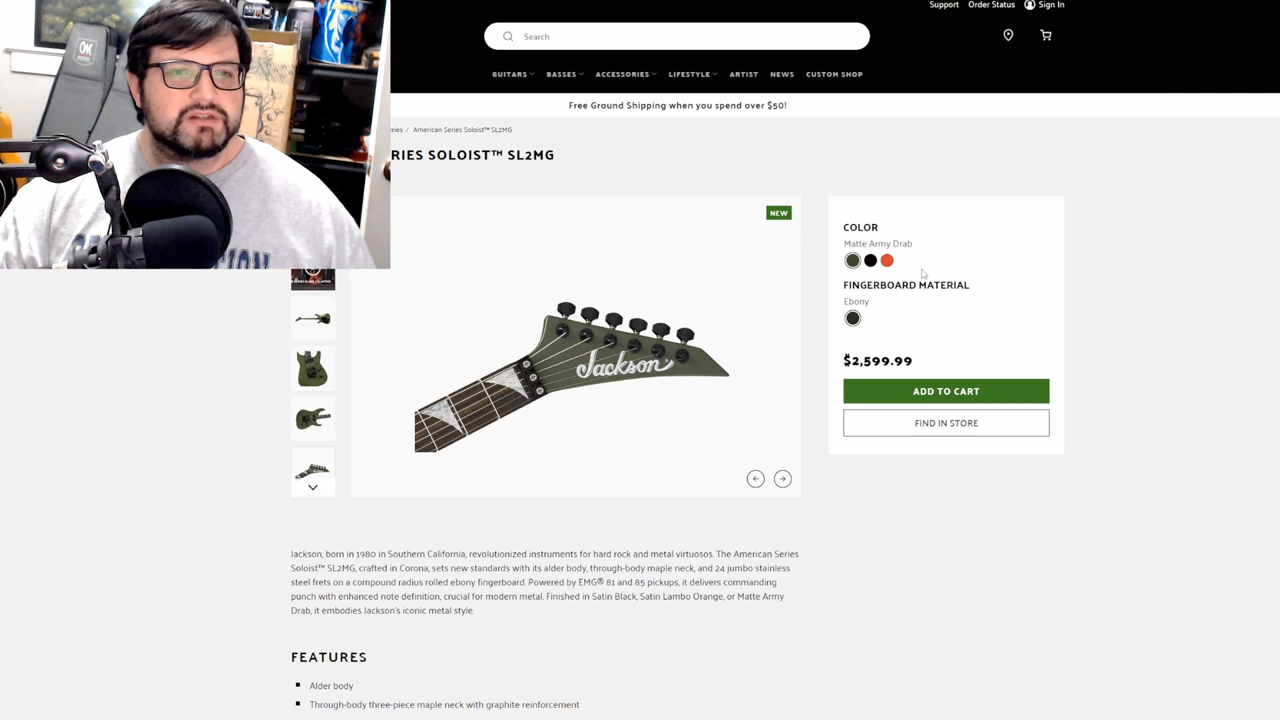 Support Order Status Sign In
Search
GUITARS BASSES ACCESSORIES LIFESTYLE ARTIST NEWS CUSTOM SHOP
Free Ground Shipping when you spend over $50!
ries / American Series Soloist™ SL2MG
RIES SOLOIST™ SL2MG
NEW
COLOR
Matte Army Drab
FINGERBOARD MATERIAL
Ebony
Jackson
$2,599.99
ADD TO CART
FIND IN STORE
Jackson, born in 1980 in Southern California, revolutionized instruments for hard rock and metal virtuosos. The American Series
Soloist™ SL2MG, crafted in Corona, sets new standards with its alder body, through-body maple neck, and 24 jumbo stainless
steel frets on a compound radius rolled ebony fingerboard. Powered by EMG® 81 and 85 pickups, it delivers commanding
punch with enhanced note definition, crucial for modern metal. Finished in Satin Black, Satin Lambo Orange, or Matte Army
Drab, it embodies Jackson's iconic metal style.
FEATURES
Alder body
Through-body three-piece maple neck with graphite reinforcement